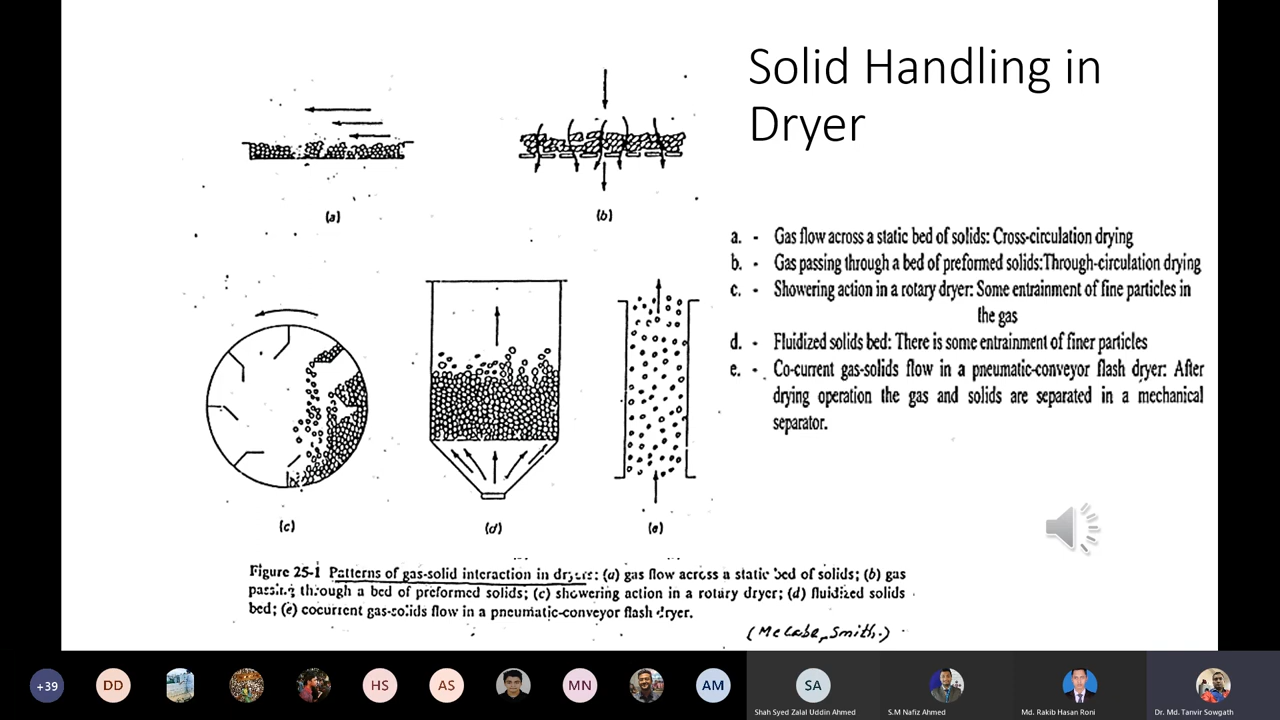 Solid Handling in
Dryer
(a)
(b)
a. - Gas flow across a static bed of solids: Cross-circulation drying
b. - Gas passing through a bed of preformed solids:Through-circulation drying
c. - Showering action in a rotary dryer: Some entrainment of fine particles in
the gas
d. - Fluidized solids bed: There is some entrainment of finer particles
e. - Co-current gas-solids flow in a pneumatic-conveyor flash dryer: After
drying operation the gas and solids are separated in a mechanical
separator.
(c)
(d)
(e)
Figure 25-1 Patterns of gas-solid interaction in dryers: (a) gas flow across a static bed of solids; (b) gas
passing through a bed of preformed solids; (c) showering action in a rotary dryer; (d) fluidized solids
bed; (e) cocurrent gas-solids flow in a pneumatic-conveyor flash dryer.
(McCabe, Smith.)
+39
DD
HS
AS
MN
AM
SA
Shah Syed Zalal Uddin Ahmed
S.M Nafiz Ahmed
Md. Rakib Hasan Roni
Dr. Md. Tanvir Sowgath